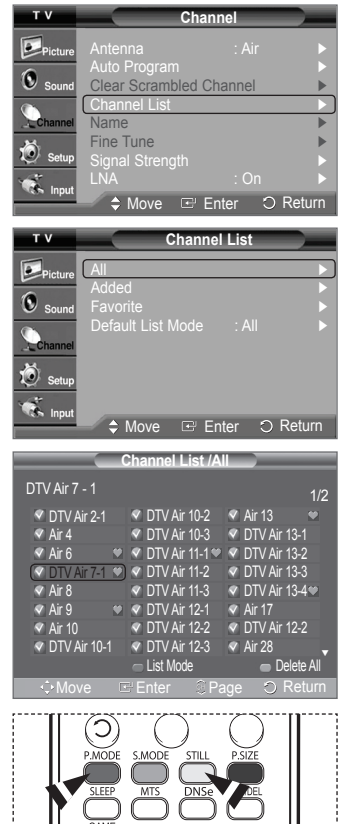 T V Channel
Picture
Sound
Channel
Setup
Input
Antenna : Air
Auto Program
Clear Scrambled Channel
Channel List
Name
Fine Tune
Signal Strength
LNA : On
Move Enter Return
T V Channel List
Picture
Sound
Channel
Setup
Input
All
Added
Favorite
Default List Mode : All
Move Enter Return
Channel List /All
DTV Air 7 - 1
1/2
DTV Air 2-1 DTV Air 10-2 Air 13
Air 4 DTV Air 10-3 DTV Air 13-1
Air 6 DTV Air 11-1 DTV Air 13-2
DTV Air 7-1 DTV Air 11-2 DTV Air 13-3
Air 8 DTV Air 11-3 DTV Air 13-4
Air 9 DTV Air 12-1 Air 17
Air 10 DTV Air 12-2 DTV Air 12-2
DTV Air 10-1 DTV Air 12-3 Air 28
List Mode Delete All
Move Enter Page Return
P.MODE S.MODE STILL P.SIZE
SLEEP MTS DNSe